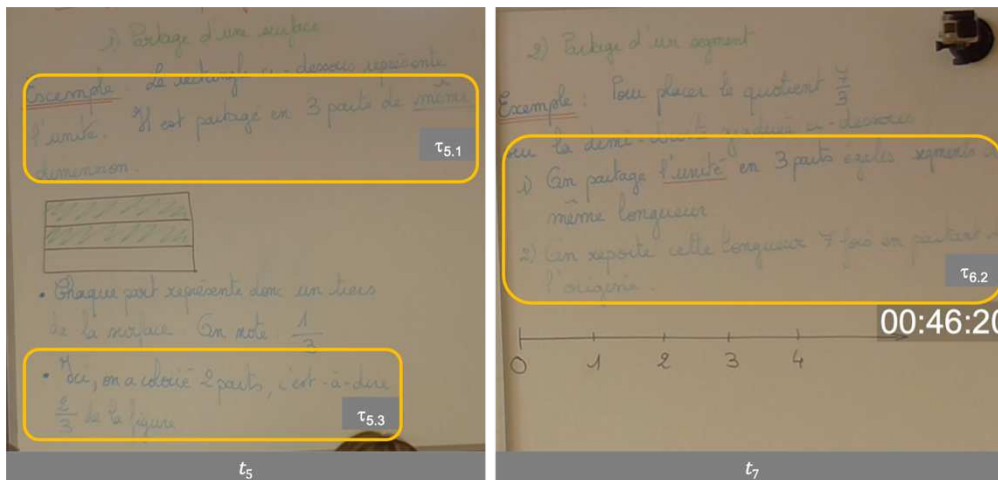 1) Partage d'une surface
Exemple : Le rectangle ci-dessous représente
l'unité. Il est partagé en 3 parts de même
dimension.
τ5.1
• Chaque part représente donc un tiers
de la surface. On note 1/3
• Ici, on a colorié 2 parts, c'est-à-dire
2/3 de la figure
τ5.3
t5
2) Partage d'un segment
Exemple : Pour placer le quotient 7/3
sur la demi-droite graduée ci-dessous
1) On partage l'unité en 3 parts égales segments
même longueur
2) On reporte cette longueur 7 fois en partant
l'origine.
τ6.2
00:46:20
0 1 2 3 4
t7